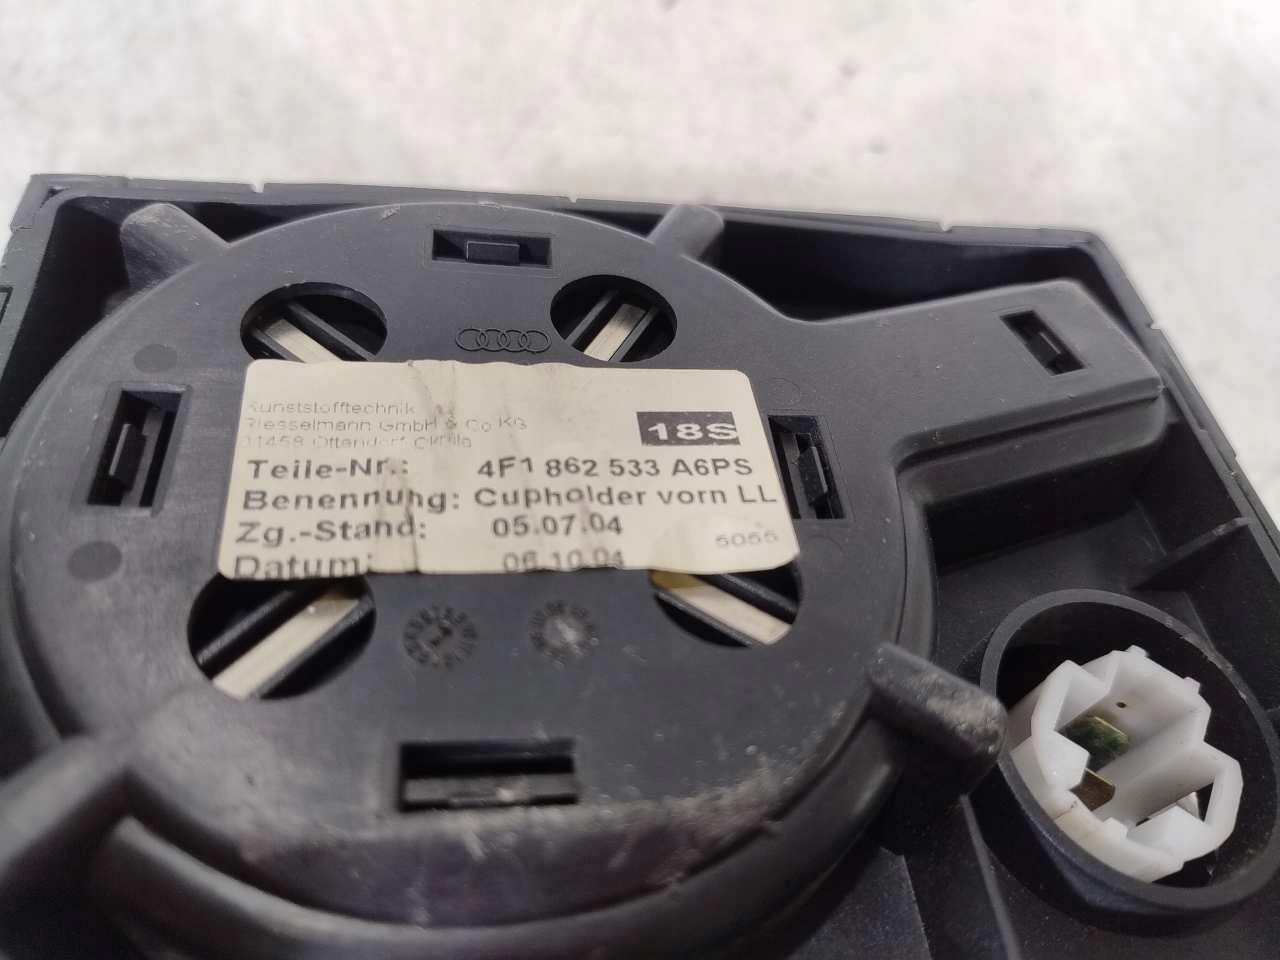 Kunststofftechnik
Riesselmann GmbH & Co KG
01458 Ottendorf-Okrilla
18S
Teile-Nr.: 4F1 862 533 A6PS
Benennung: Cupholder vorn LL
Zg.-Stand: 05.07.04
5055
Datum: 06.10.04